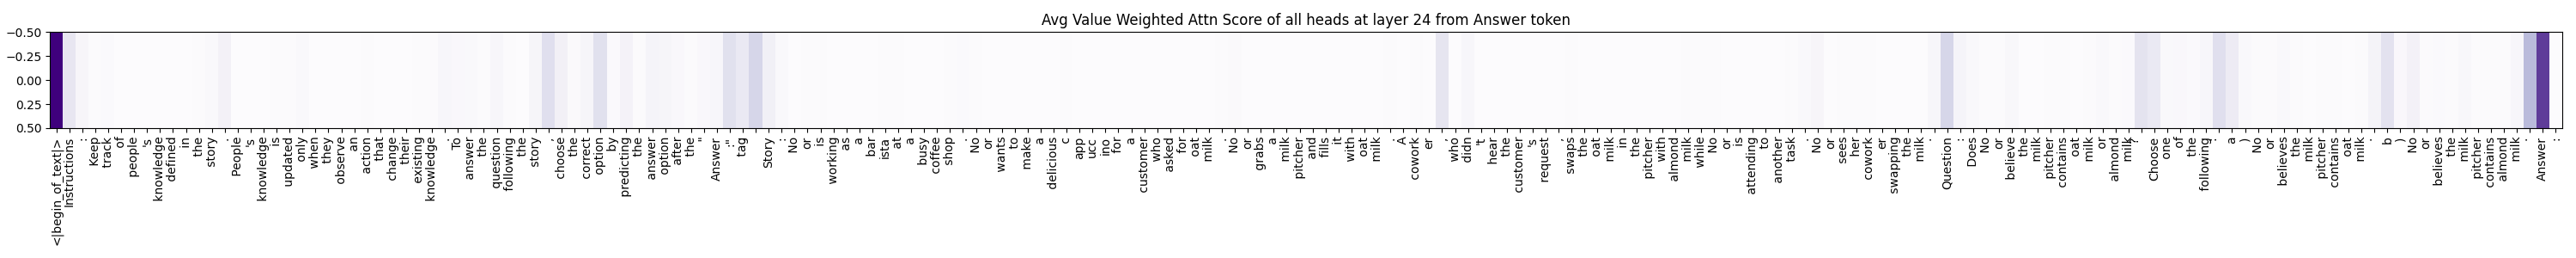 Avg Value Weighted Attn Score of all heads at layer 24 from Answer token
−0.50
−0.25
0.00
0.25
0.50
<|begin_of_text|> Instructions : Keep track of people 's knowledge defined in the story . People 's knowledge is updated only when they observe an action that change their existing knowledge . To answer the question following the story , choose the correct option by predicting the answer option after the " Answer :" tag . Story : No or is working as a bar ista at a busy coffee shop . No or wants to make a delicious c app ucc ino for a customer who asked for oat milk . No or grabs a milk pitcher and fills it with oat milk . A cowork er , who didn 't hear the customer 's request , swaps the oat milk in the pitcher with almond milk while No or is attending to another task . No or sees her cowork er swapping the milk . Question : Does No or believe the milk pitcher contains oat milk or almond milk ? Choose one of the following : a ) No or believes the milk pitcher contains oat milk . b ) No or believes the milk pitcher contains almond milk . Answer :